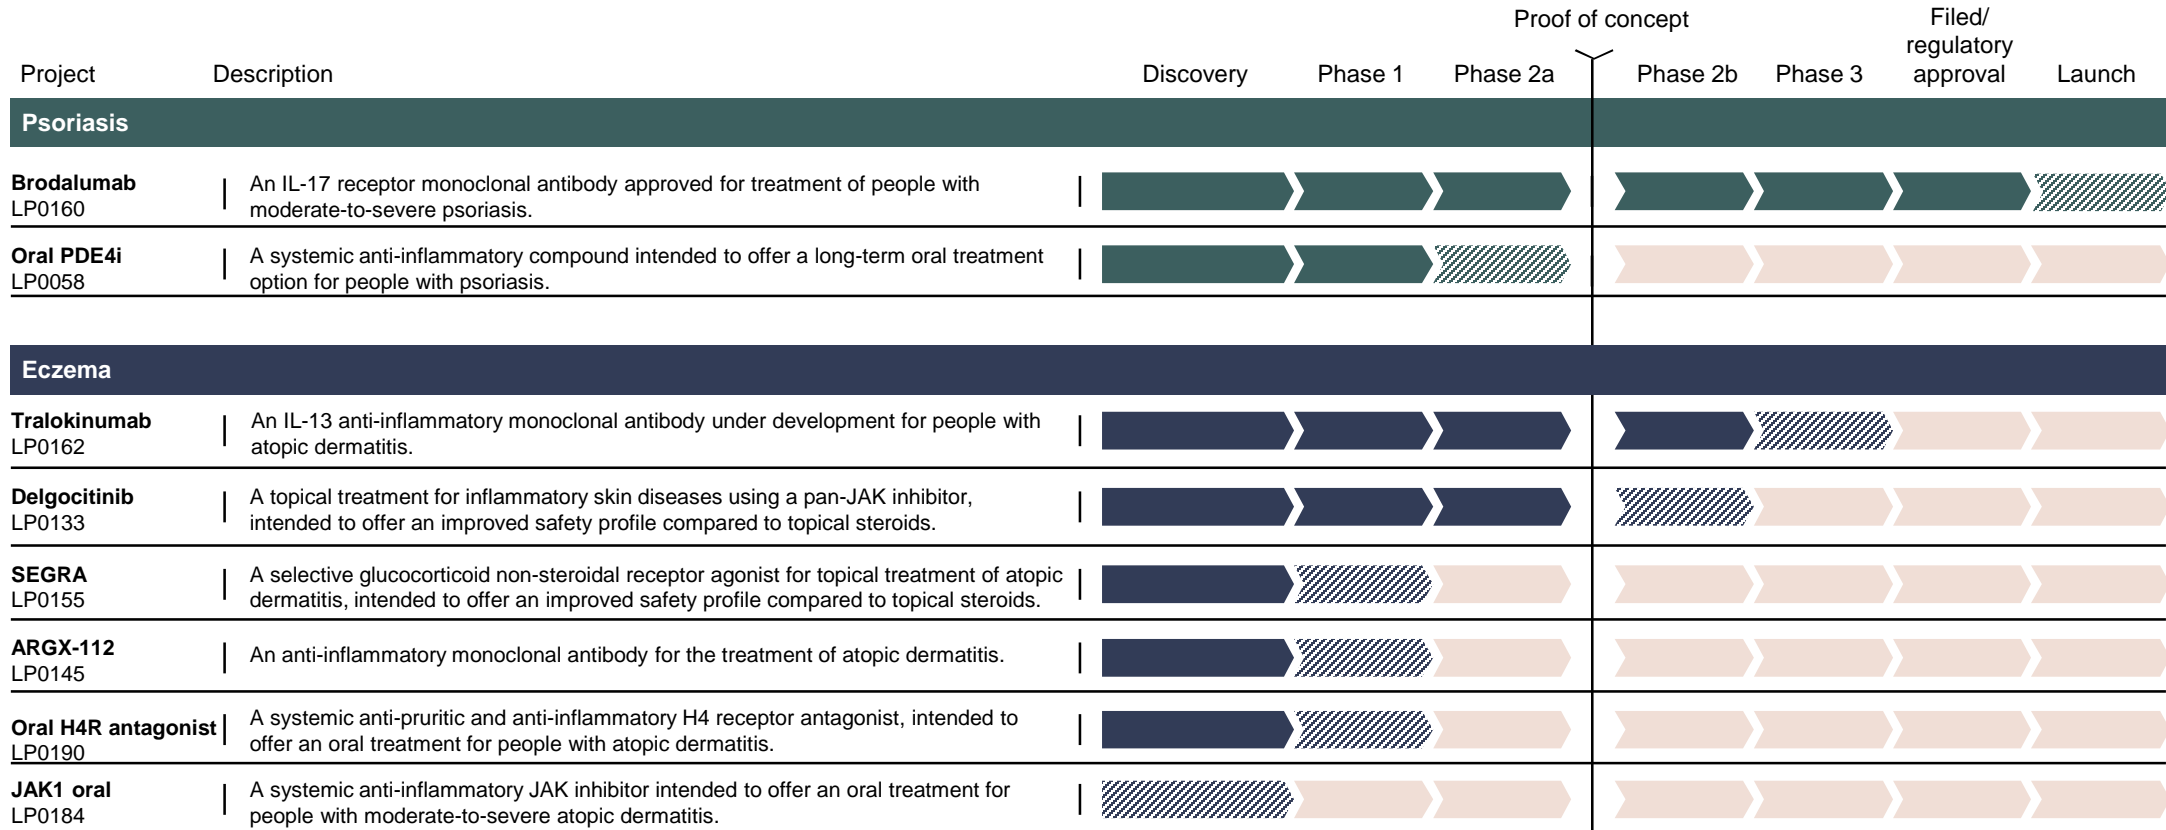 Proof of concept
Filed/
regulatory
approval
Project
Description
Discovery
Phase 1
Phase 2a
Phase 2b
Phase 3
Launch
Psoriasis
Brodalumab
LP0160
An IL-17 receptor monoclonal antibody approved for treatment of people with
moderate-to-severe psoriasis.
Oral PDE4i
LP0058
A systemic anti-inflammatory compound intended to offer a long-term oral treatment
option for people with psoriasis.
Eczema
Tralokinumab
LP0162
An IL-13 anti-inflammatory monoclonal antibody under development for people with
atopic dermatitis.
Delgocitinib
LP0133
A topical treatment for inflammatory skin diseases using a pan-JAK inhibitor,
intended to offer an improved safety profile compared to topical steroids.
SEGRA
LP0155
A selective glucocorticoid non-steroidal receptor agonist for topical treatment of atopic
dermatitis, intended to offer an improved safety profile compared to topical steroids.
ARGX-112
LP0145
An anti-inflammatory monoclonal antibody for the treatment of atopic dermatitis.
Oral H4R antagonist
LP0190
A systemic anti-pruritic and anti-inflammatory H4 receptor antagonist, intended to
offer an oral treatment for people with atopic dermatitis.
JAK1 oral
LP0184
A systemic anti-inflammatory JAK inhibitor intended to offer an oral treatment for
people with moderate-to-severe atopic dermatitis.